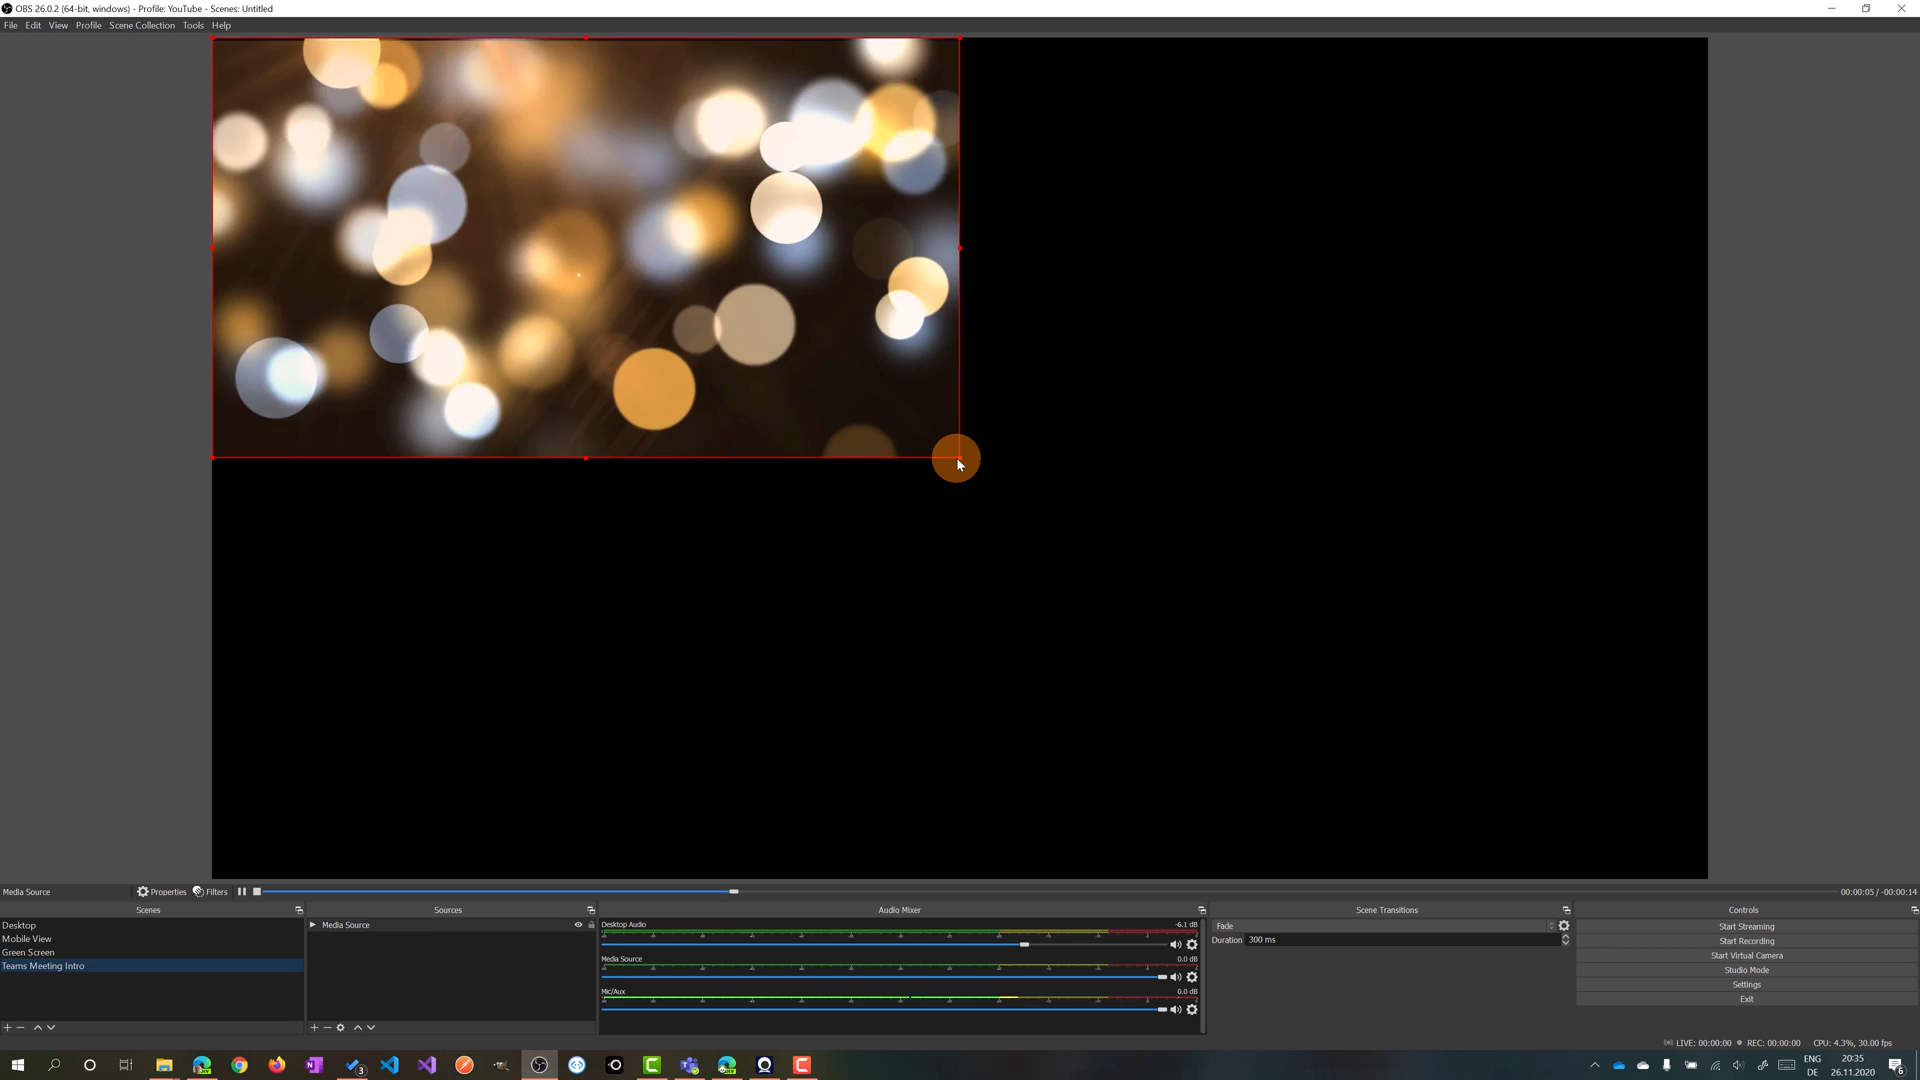 OBS 26.0.2 (64-bit, windows) - Profile: YouTube - Scenes: Untitled
File Edit View Profile Scene Collection Tools Help
Media Source Properties Filters 00:00:05 / -00:00:14
Scenes Sources Audio Mixer Scene Transitions Controls
Desktop
Mobile View
Green Screen
Teams Meeting Intro
Media Source
Desktop Audio -6.1 dB
Media Source 0.0 dB
Mic/Aux 0.0 dB
Fade
Duration 300 ms
Start Streaming
Start Recording
Start Virtual Camera
Studio Mode
Settings
Exit
LIVE: 00:00:00 REC: 00:00:00 CPU: 4.3%, 30.00 fps
3
ENG
DE
20:35
26.11.2020
6